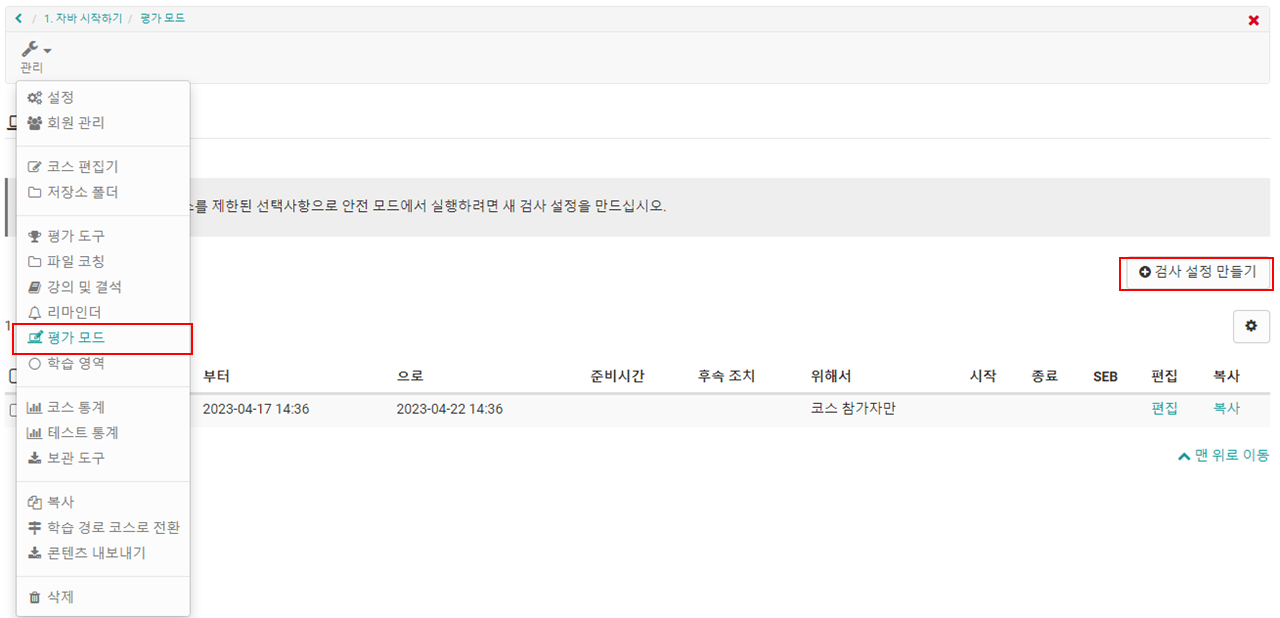 / 1. 자바 시작하기 / 평가 모드
관리
설정
회원 관리
코스 편집기
저장소 폴더
를 제한된 선택사항으로 안전 모드에서 실행하려면 새 검사 설정을 만드십시오.
평가 도구
파일 코칭
검사 설정 만들기
강의 및 결석
리마인더
1
평가 모드
학습 영역
부터 으로 준비시간 후속 조치 위해서 시작 종료 SEB 편집 복사
코스 통계
2023-04-17 14:36 2023-04-22 14:36 코스 참가자만 편집 복사
테스트 통계
보관 도구
맨 위로 이동
복사
학습 경로 코스로 전환
콘텐츠 내보내기
삭제